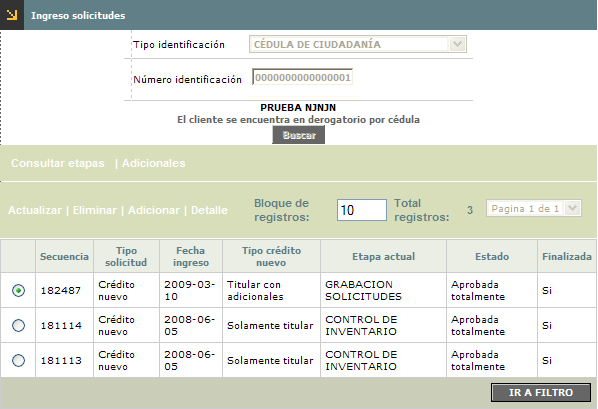 Ingreso solicitudes
Tipo identificación CÉDULA DE CIUDADANÍA
Número identificación 0000000000000001
PRUEBA NJNJN
El cliente se encuentra en derogatorio por cédula
Buscar
Consultar etapas | Adicionales
Actualizar | Eliminar | Adicionar | Detalle Bloque de registros: 10 Total registros: 3 Pagina 1 de 1
Secuencia Tipo solicitud Fecha ingreso Tipo crédito nuevo Etapa actual Estado Finalizada
182487 Crédito nuevo 2009-03-10 Titular con adicionales GRABACION SOLICITUDES Aprobada totalmente Si
181114 Crédito nuevo 2008-06-05 Solamente titular CONTROL DE INVENTARIO Aprobada totalmente Si
181113 Crédito nuevo 2008-06-05 Solamente titular CONTROL DE INVENTARIO Aprobada totalmente Si
IR A FILTRO